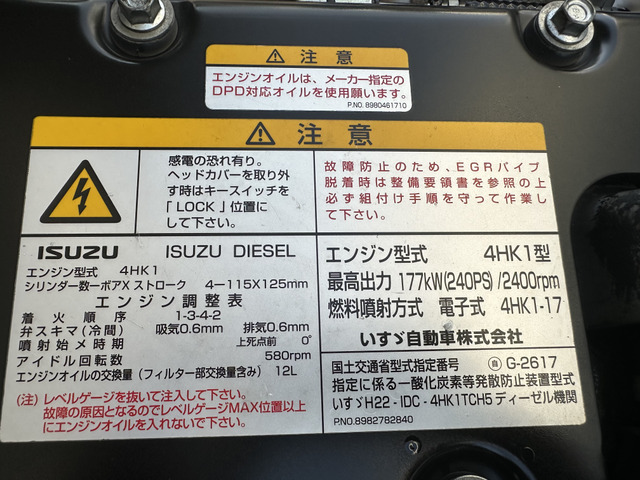 ⚠ 注意
エンジンオイルは、メーカー指定の
DPD対応オイルを使用願います。
P.NO. 8980461710
⚠ 注意
感電の恐れ有り。
ヘッドカバーを取り外
す時はキースイッチを
「LOCK」位置に
して下さい。
故障防止のため、EGRパイプ
脱着時は整備要領書を参照の上
必ず組付け手順を守って作業し
て下さい。
ISUZU ISUZU DIESEL
エンジン型式 4HK1
シリンダー数ーボアX ストローク 4－115X125mm
エンジン調整表
着火順序 1-3-4-2
弁スキマ(冷間) 吸気0.6mm 排気0.6mm
噴射始メ時期 上死点前 0°
アイドル回転数 580rpm
エンジンオイルの交換量(フィルター部交換量含み) 12L
(注) レベルゲージを抜いて注入して下さい。
故障の原因となるのでレベルゲージMAX位置以上
にエンジンオイルを入れないで下さい。
エンジン型式 4HK1型
最高出力 177kW(240PS)/2400rpm
燃料噴射方式 電子式 4HK1-17
いすゞ自動車株式会社
国土交通省型式指定番号 G-2617
指定に係る一酸化炭素等発散防止装置型式
いすゞH22-IDC-4HK1TCH5 ディーゼル機関
P.NO.8982782840